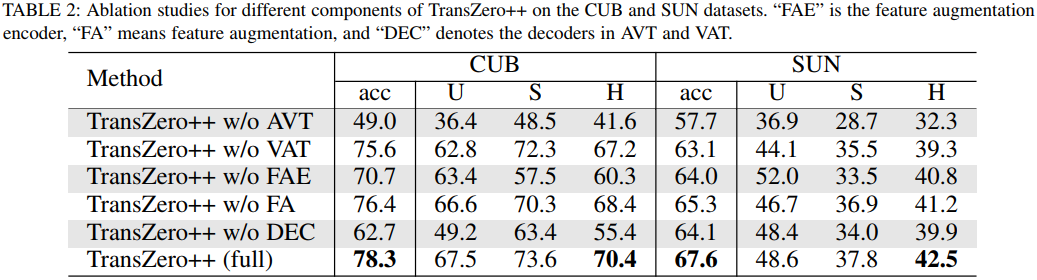 TABLE 2: Ablation studies for different components of TransZero++ on the CUB and SUN datasets. “FAE” is the feature augmentation
encoder, “FA” means feature augmentation, and “DEC” denotes the decoders in AVT and VAT.
Method CUB SUN
acc U S H acc U S H
TransZero++ w/o AVT 49.0 36.4 48.5 41.6 57.7 36.9 28.7 32.3
TransZero++ w/o VAT 75.6 62.8 72.3 67.2 63.1 44.1 35.5 39.3
TransZero++ w/o FAE 70.7 63.4 57.5 60.3 64.0 52.0 33.5 40.8
TransZero++ w/o FA 76.4 66.6 70.3 68.4 65.3 46.7 36.9 41.2
TransZero++ w/o DEC 62.7 49.2 63.4 55.4 64.1 48.4 34.0 39.9
TransZero++ (full) 78.3 67.5 73.6 70.4 67.6 48.6 37.8 42.5